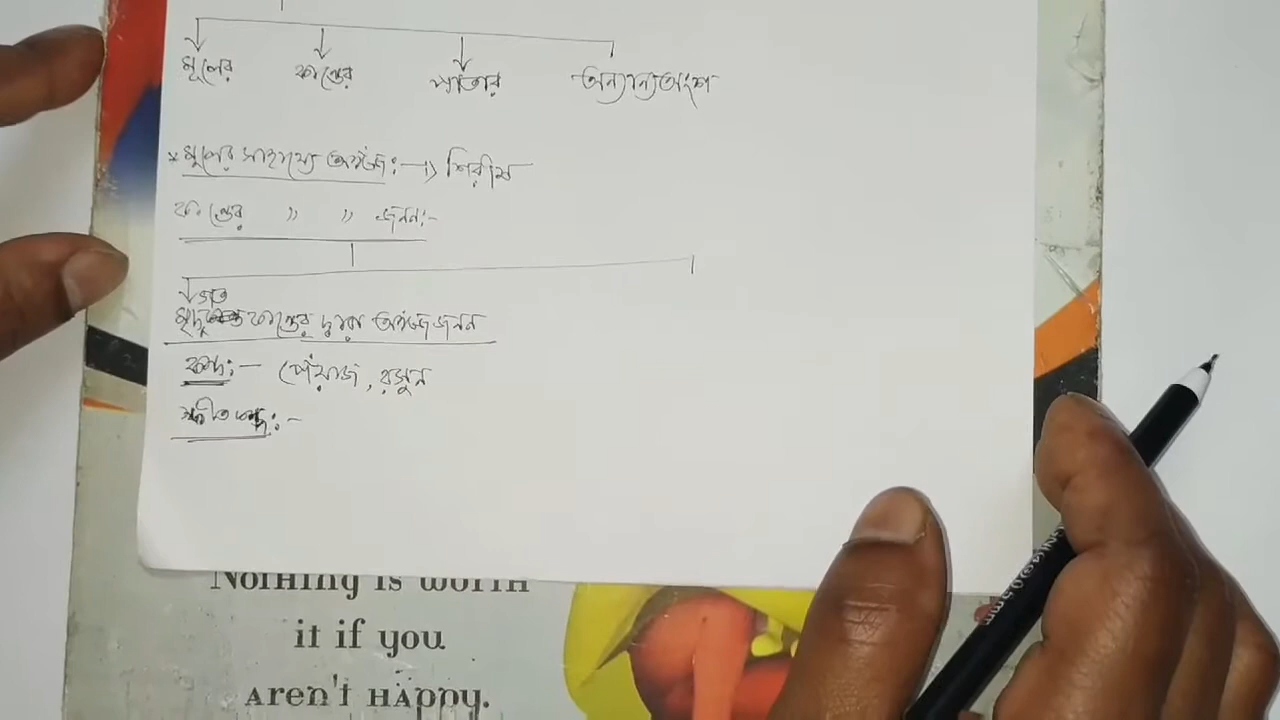 মূলের কাণ্ডের পাতার অন্যান্য অংশ
* মূলের সাহায্যে অঙ্গজ :- → শিরীষ
কাণ্ডের " " জনন :-
মৃদগত কাণ্ডের দ্বারা অঙ্গজ জনন
কন্দ :- পেঁয়াজ , রসুন
স্ফীত কন্দ :-
Nothing is worth
it if you
aren't happy.